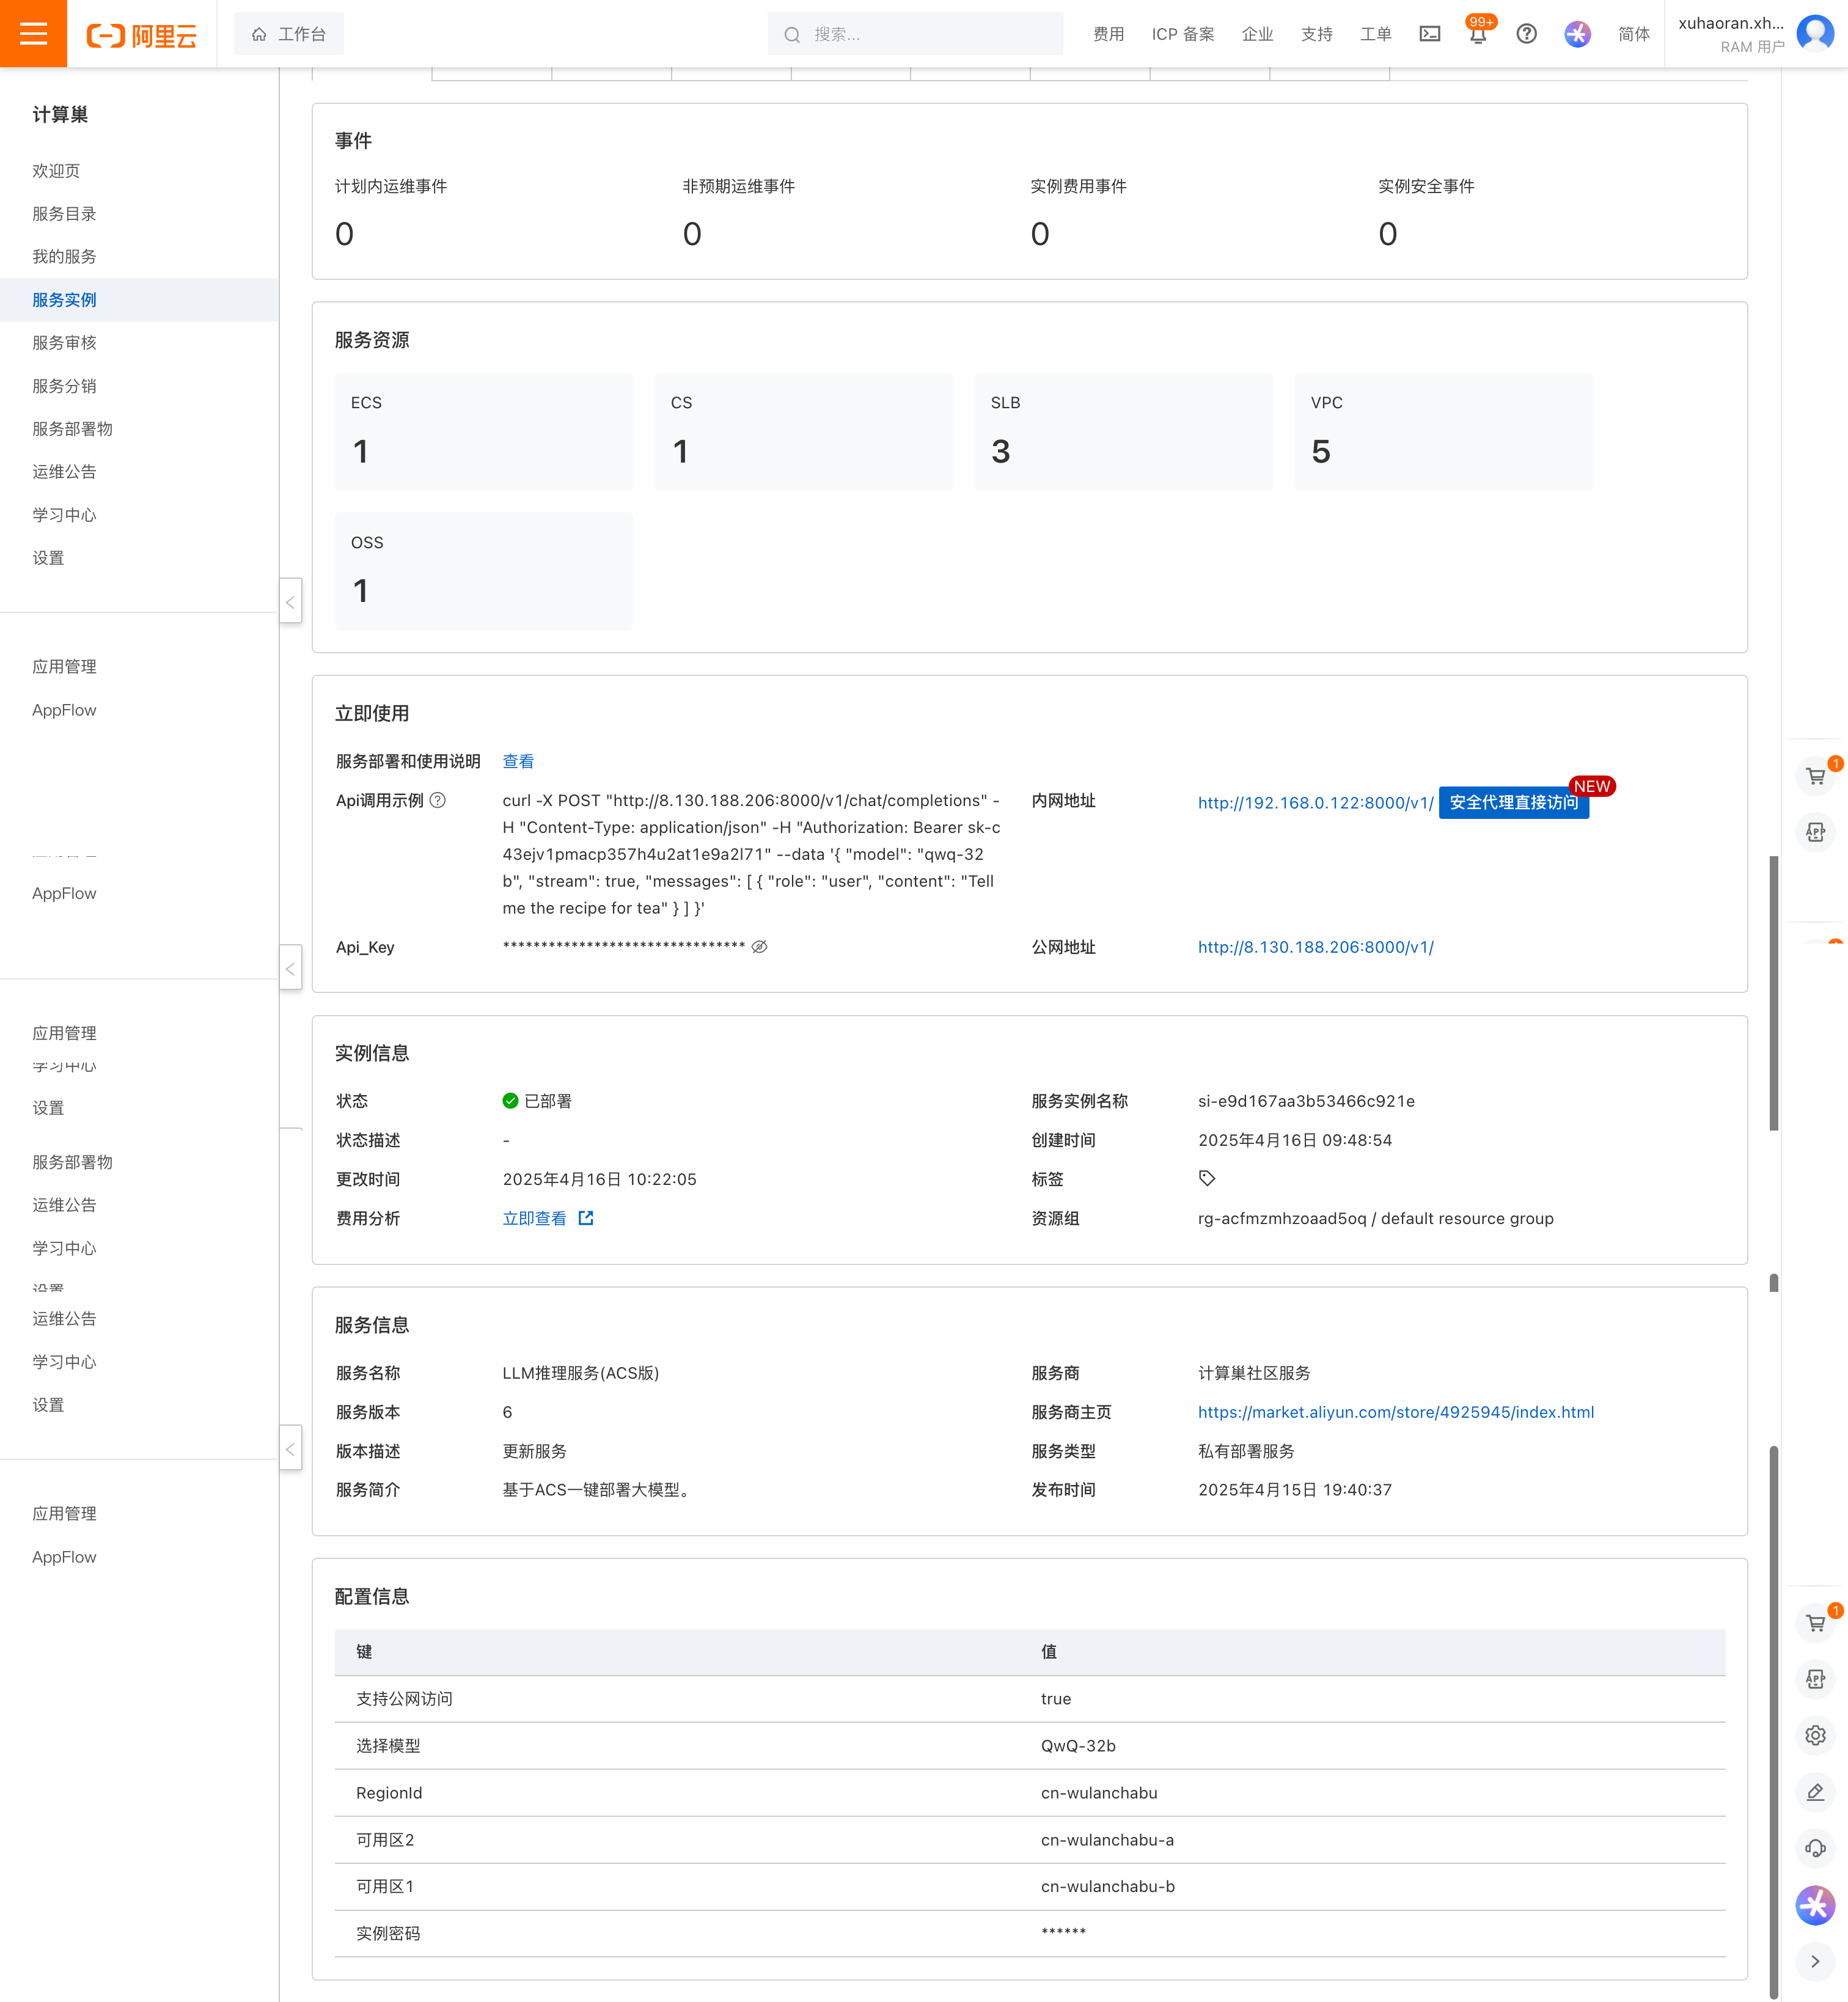 阿里云
工作台
搜索...
费用
ICP 备案
企业
支持
工单
99+
简体
xuhaoran.xh...
RAM 用户
计算巢
欢迎页
服务目录
我的服务
服务实例
服务审核
服务分销
服务部署物
运维公告
学习中心
设置
应用管理
AppFlow
AppFlow
应用管理
学习中心
设置
服务部署物
运维公告
学习中心
设置
运维公告
学习中心
设置
应用管理
AppFlow
事件
计划内运维事件
0
非预期运维事件
0
实例费用事件
0
实例安全事件
0
服务资源
ECS
1
CS
1
SLB
3
VPC
5
OSS
1
立即使用
服务部署和使用说明 查看
Api调用示例
curl -X POST "http://8.130.188.206:8000/v1/chat/completions" -
H "Content-Type: application/json" -H "Authorization: Bearer sk-c
43ejv1pmacp357h4u2at1e9a2l71" --data '{ "model": "qwq-32
b", "stream": true, "messages": [ { "role": "user", "content": "Tell
me the recipe for tea" } ] }'
内网地址 http://192.168.0.122:8000/v1/ 安全代理直接访问 NEW
Api_Key ********************************
公网地址 http://8.130.188.206:8000/v1/
实例信息
状态 已部署
服务实例名称 si-e9d167aa3b53466c921e
状态描述 -
创建时间 2025年4月16日 09:48:54
更改时间 2025年4月16日 10:22:05
标签
费用分析 立即查看
资源组 rg-acfmzmhzoaad5oq / default resource group
服务信息
服务名称 LLM推理服务(ACS版)
服务商 计算巢社区服务
服务版本 6
服务商主页 https://market.aliyun.com/store/4925945/index.html
版本描述 更新服务
服务类型 私有部署服务
服务简介 基于ACS一键部署大模型。
发布时间 2025年4月15日 19:40:37
配置信息
键 值
支持公网访问 true
选择模型 QwQ-32b
RegionId cn-wulanchabu
可用区2 cn-wulanchabu-a
可用区1 cn-wulanchabu-b
实例密码 ******
1
APP
1
APP